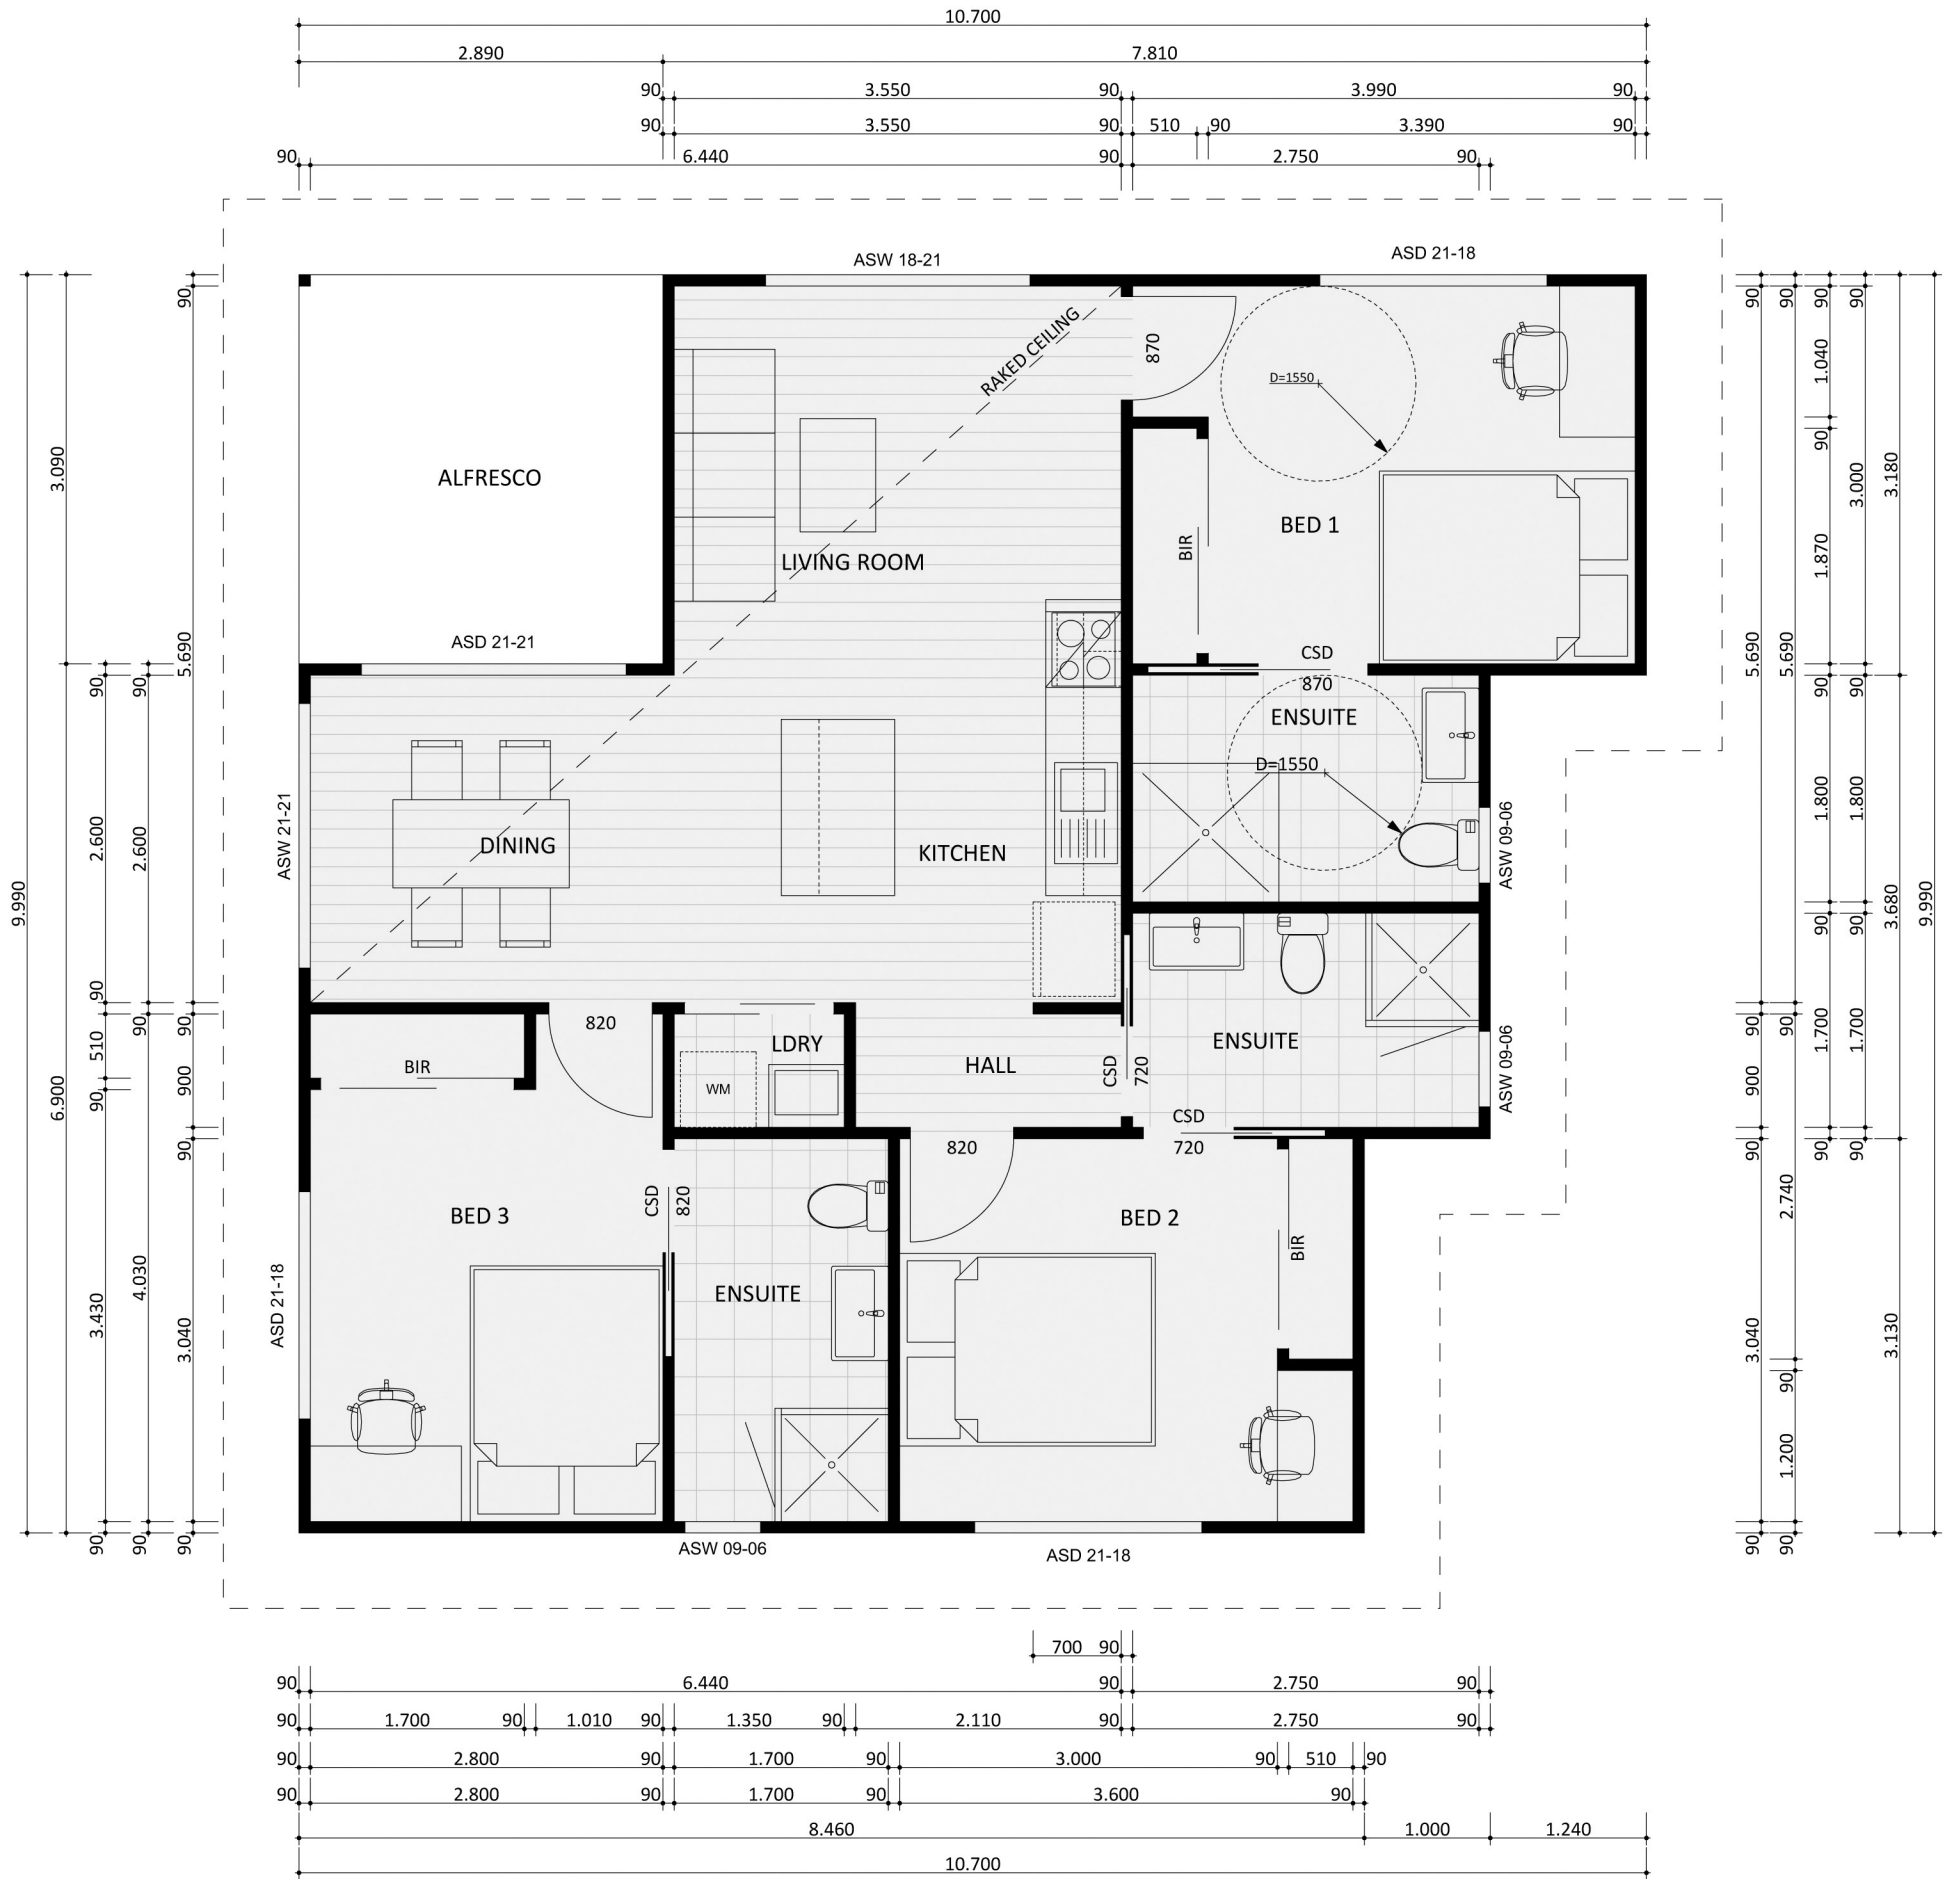 10.700
2.890 7.810
90 3.550 90 3.990 90
90 3.550 90 510 90 3.390 90
90 6.440 90 2.750 90
ASW 18-21
ASD 21-18
RAKED CEILING
870
D=1550
ALFRESCO
LIVING ROOM
BED 1
BIR
ASD 21-21
CSD
870
ENSUITE
D=1550
ASW 21-21
DINING
KITCHEN
ASW 09-06
820
LDRY
WM
HALL
CSD
720
ENSUITE
ASW 09-06
BIR
CSD
720
820
BED 3
CSD
820
BED 2
BIR
ENSUITE
ASD 21-18
ASW 09-06
ASD 21-18
9.990
3.090
6.900
90
2.600
90
510
90
3.430
90
90
2.600
90
4.030
90
90
5.690
90
900
90
3.040
90
90
5.690
90
900
90
3.040
90
90
5.690
90
2.740
90
1.200
90
90
1.040
90
1.870
90
1.800
90
1.700
90
90
3.000
90
1.800
90
1.700
90
3.180
3.680
3.130
9.990
700 90
90 6.440 90 2.750 90
90 1.700 90 1.010 90 1.350 90 2.110 90 2.750 90
90 2.800 90 1.700 90 3.000 90 510 90
90 2.800 90 1.700 90 3.600 90
8.460 1.000 1.240
10.700